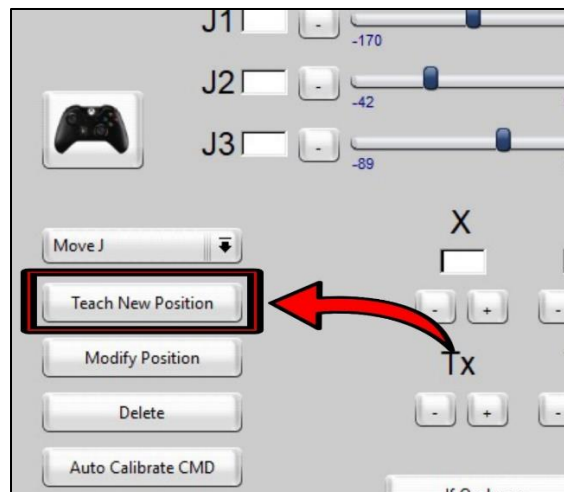 J1 -
-170
J2 -
-42
J3 -
-89
Move J
X
Teach New Position
- + -
Modify Position
Tx
Delete
- + -
Auto Calibrate CMD